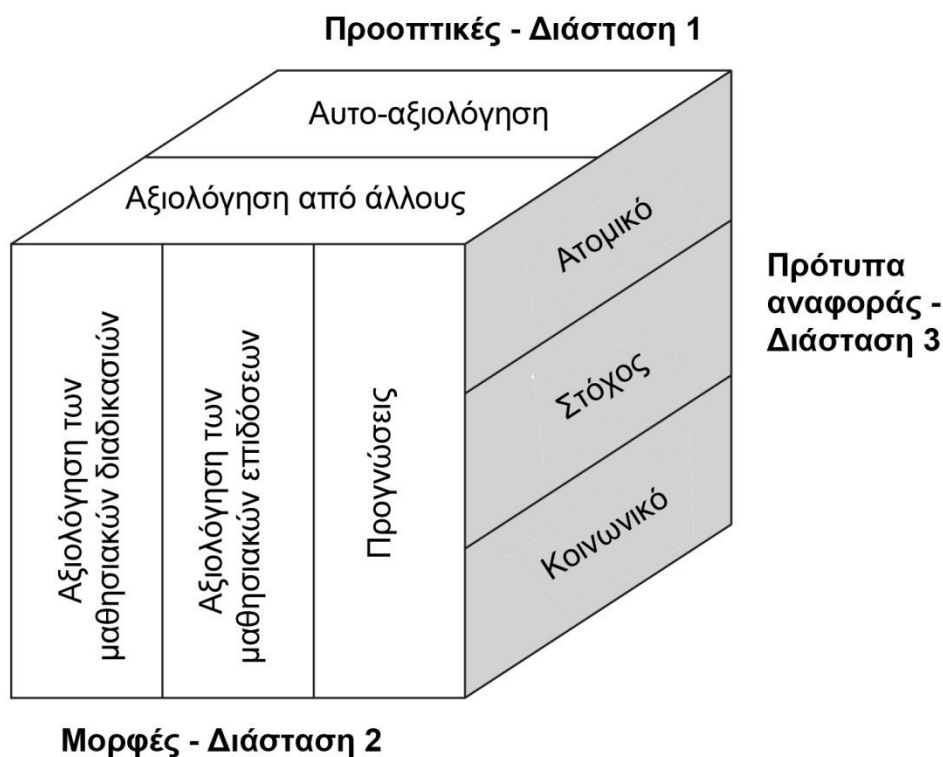 Προοπτικές - Διάσταση 1
Αυτο-αξιολόγηση
Αξιολόγηση από άλλους
Αξιολόγηση των
μαθησιακών διαδικασιών
Αξιολόγηση των
μαθησιακών επιδόσεων
Προγνώσεις
Ατομικό
Στόχος
Κοινωνικό
Πρότυπα
αναφοράς -
Διάσταση 3
Μορφές - Διάσταση 2